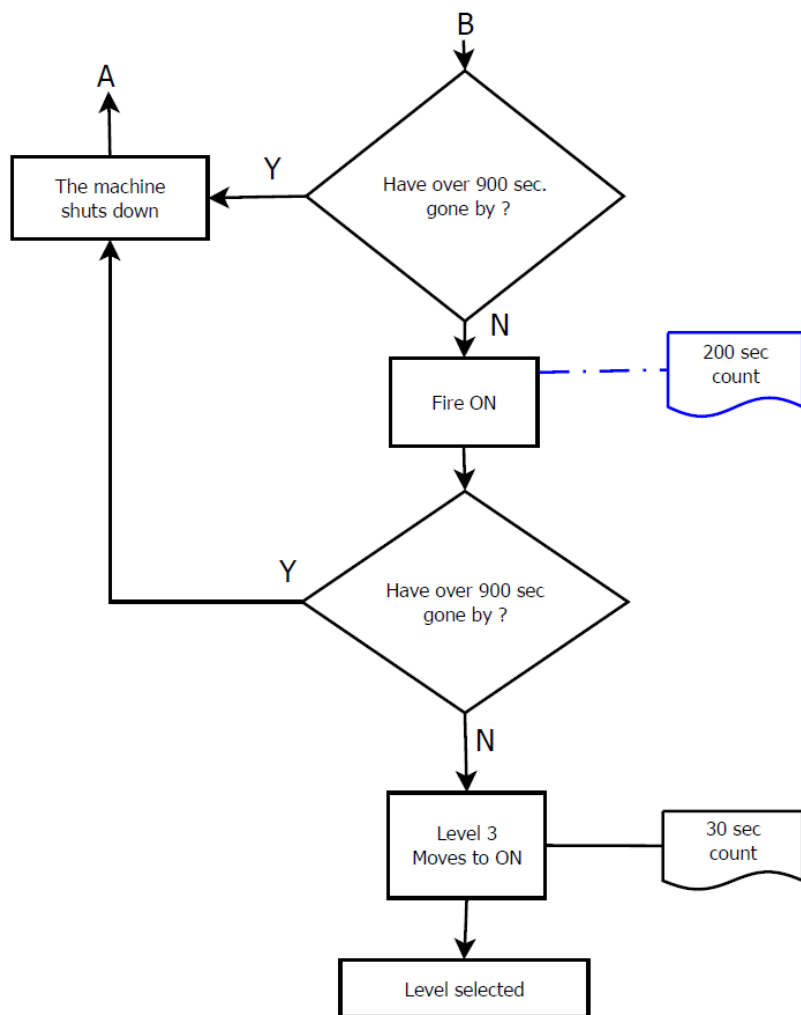 B
A
Y
Have over 900 sec.
gone by ?
The machine
shuts down
N
200 sec
count
Fire ON
Y
Have over 900 sec
gone by ?
N
Level 3
Moves to ON
30 sec
count
Level selected